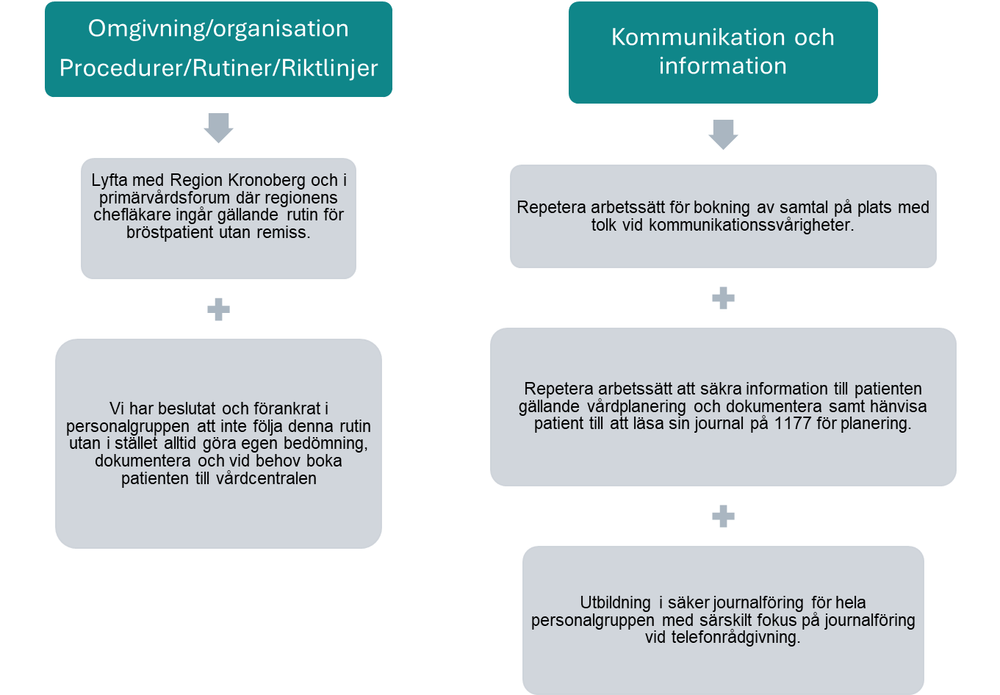 Omgivning/organisation
Procedurer/Rutiner/Riktlinjer
Lyfta med Region Kronoberg och i
primärvårdsforum där regionens
chefläkare ingår gällande rutin för
bröstpatient utan remiss.
Vi har beslutat och förankrat i
personalgruppen att inte följa denna rutin
utan i stället alltid göra egen bedömning,
dokumentera och vid behov boka
patienten till vårdcentralen
Kommunikation och
information
Repetera arbetssätt för bokning av samtal på plats med
tolk vid kommunikationssvårigheter.
Repetera arbetssätt att säkra information till patienten
gällande vårdplanering och dokumentera samt hänvisa
patient till att läsa sin journal på 1177 för planering.
Utbildning i säker journalföring för hela
personalgruppen med särskilt fokus på journalföring
vid telefonrådgivning.